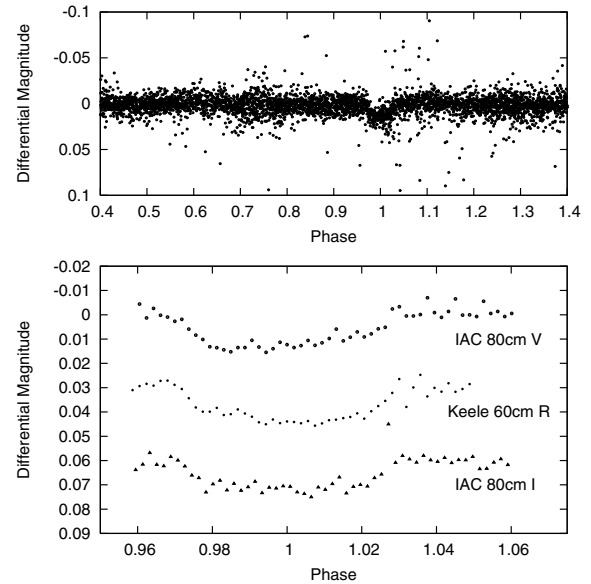 -0.1
-0.05
0
0.05
0.1
Differential Magnitude
0.4 0.5 0.6 0.7 0.8 0.9 1 1.1 1.2 1.3 1.4
Phase
-0.02
-0.01
0
0.01
0.02
0.03
0.04
0.05
0.06
0.07
0.08
0.09
Differential Magnitude
IAC 80cm V
Keele 60cm R
IAC 80cm I
0.96 0.98 1 1.02 1.04 1.06
Phase